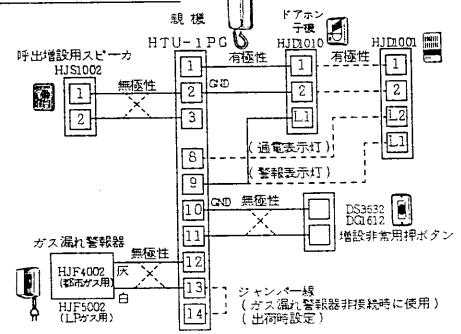 親機
HTU-1PC
ドアホン
子機
HJD1010
HJD1001
呼出増設用スピーカ
HJS1002
有極性
有極性
1
1
1
1
無極性
2
GND
2
2
2
3
L1
L2
L1
8
(通電表示灯)
9
(警報表示灯)
10
GND
無極性
DS3532
DG1612
増設非常用押ボタン
11
ガス漏れ警報器
無極性
HJF4002
(都市ガス用)
灰
12
白
13
HJF5002
(LPガス用)
14
ジャンパー線
(ガス漏れ警報器非接続時に使用)
(出荷時設定)